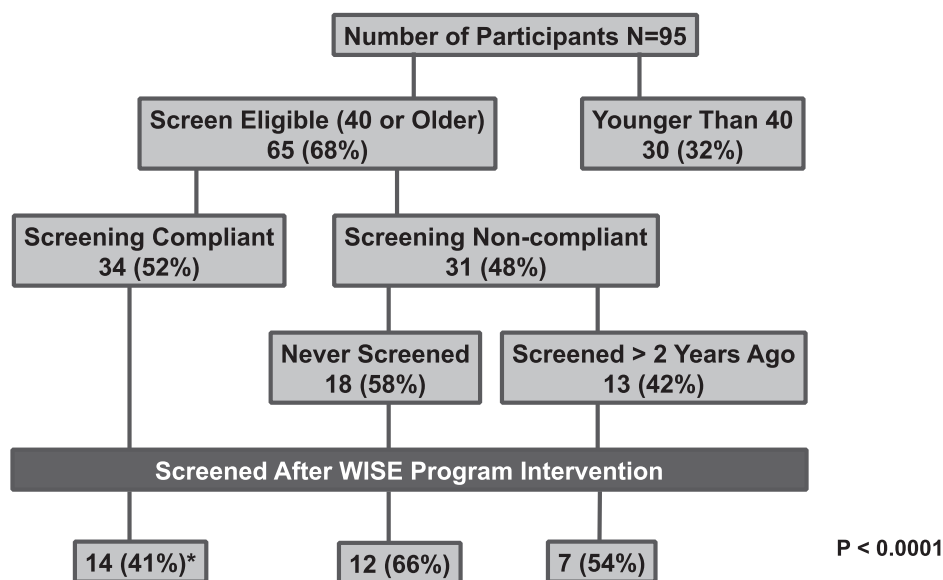 Number of Participants N=95
Screen Eligible (40 or Older)
65 (68%)
Younger Than 40
30 (32%)
Screening Compliant
34 (52%)
Screening Non-compliant
31 (48%)
Never Screened
18 (58%)
Screened > 2 Years Ago
13 (42%)
Screened After WISE Program Intervention
14 (41%)*
12 (66%)
7 (54%)
P < 0.0001